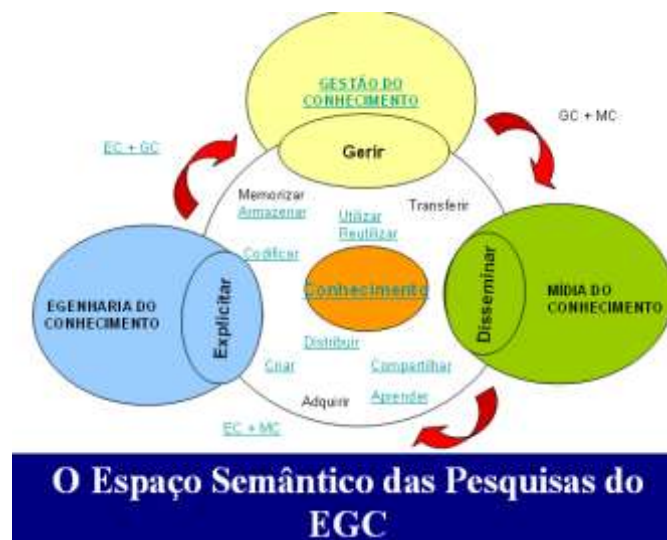 GESTÃO DO
CONHECIMENTO
GC + MC
EC + GC
Gerir
Memorizar
Armazenar
Utilizar
Reutilizar
Transferir
Codificar
EGENHARIA DO
CONHECIMENTO
Explicitar
Conhecimento
Disseminar
MÍDIA DO
CONHECIMENTO
Distribuir
Criar
Compartilhar
Adquirir
Aprender
EC + MC
O Espaço Semântico das Pesquisas do
EGC